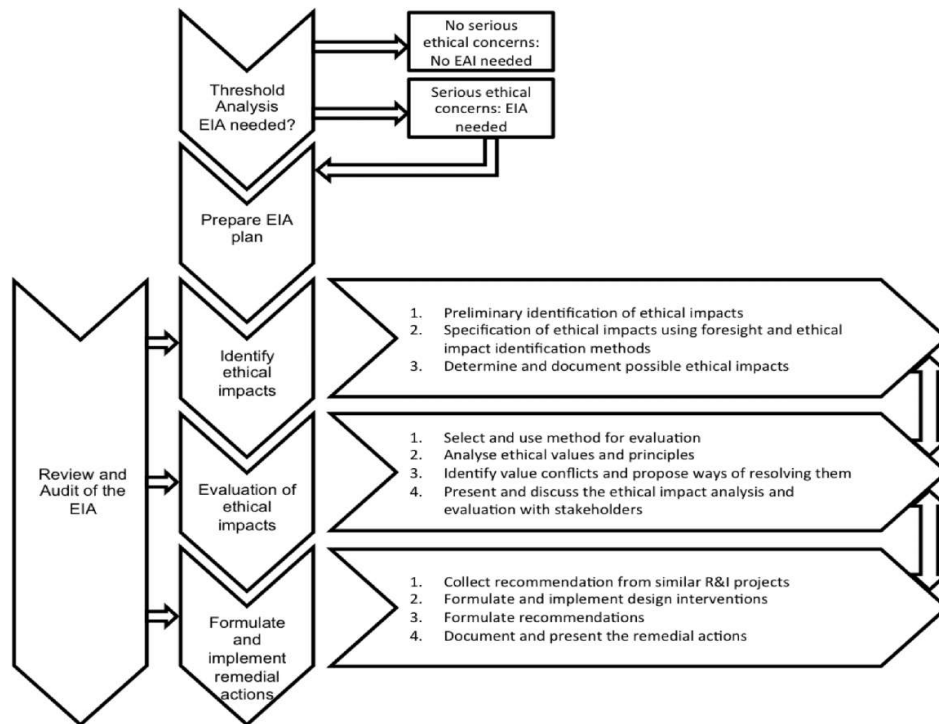 No serious
ethical concerns:
No EAI needed
Threshold
Analysis
EIA needed?
Serious ethical
concerns: EIA
needed
Prepare EIA
plan
Identify
ethical
impacts
1. Preliminary identification of ethical impacts
2. Specification of ethical impacts using foresight and ethical
impact identification methods
3. Determine and document possible ethical impacts
Review and
Audit of the
EIA
Evaluation of
ethical
impacts
1. Select and use method for evaluation
2. Analyse ethical values and principles
3. Identify value conflicts and propose ways of resolving them
4. Present and discuss the ethical impact analysis and
evaluation with stakeholders
Formulate
and
implement
remedial
actions
1. Collect recommendation from similar R&I projects
2. Formulate and implement design interventions
3. Formulate recommendations
4. Document and present the remedial actions